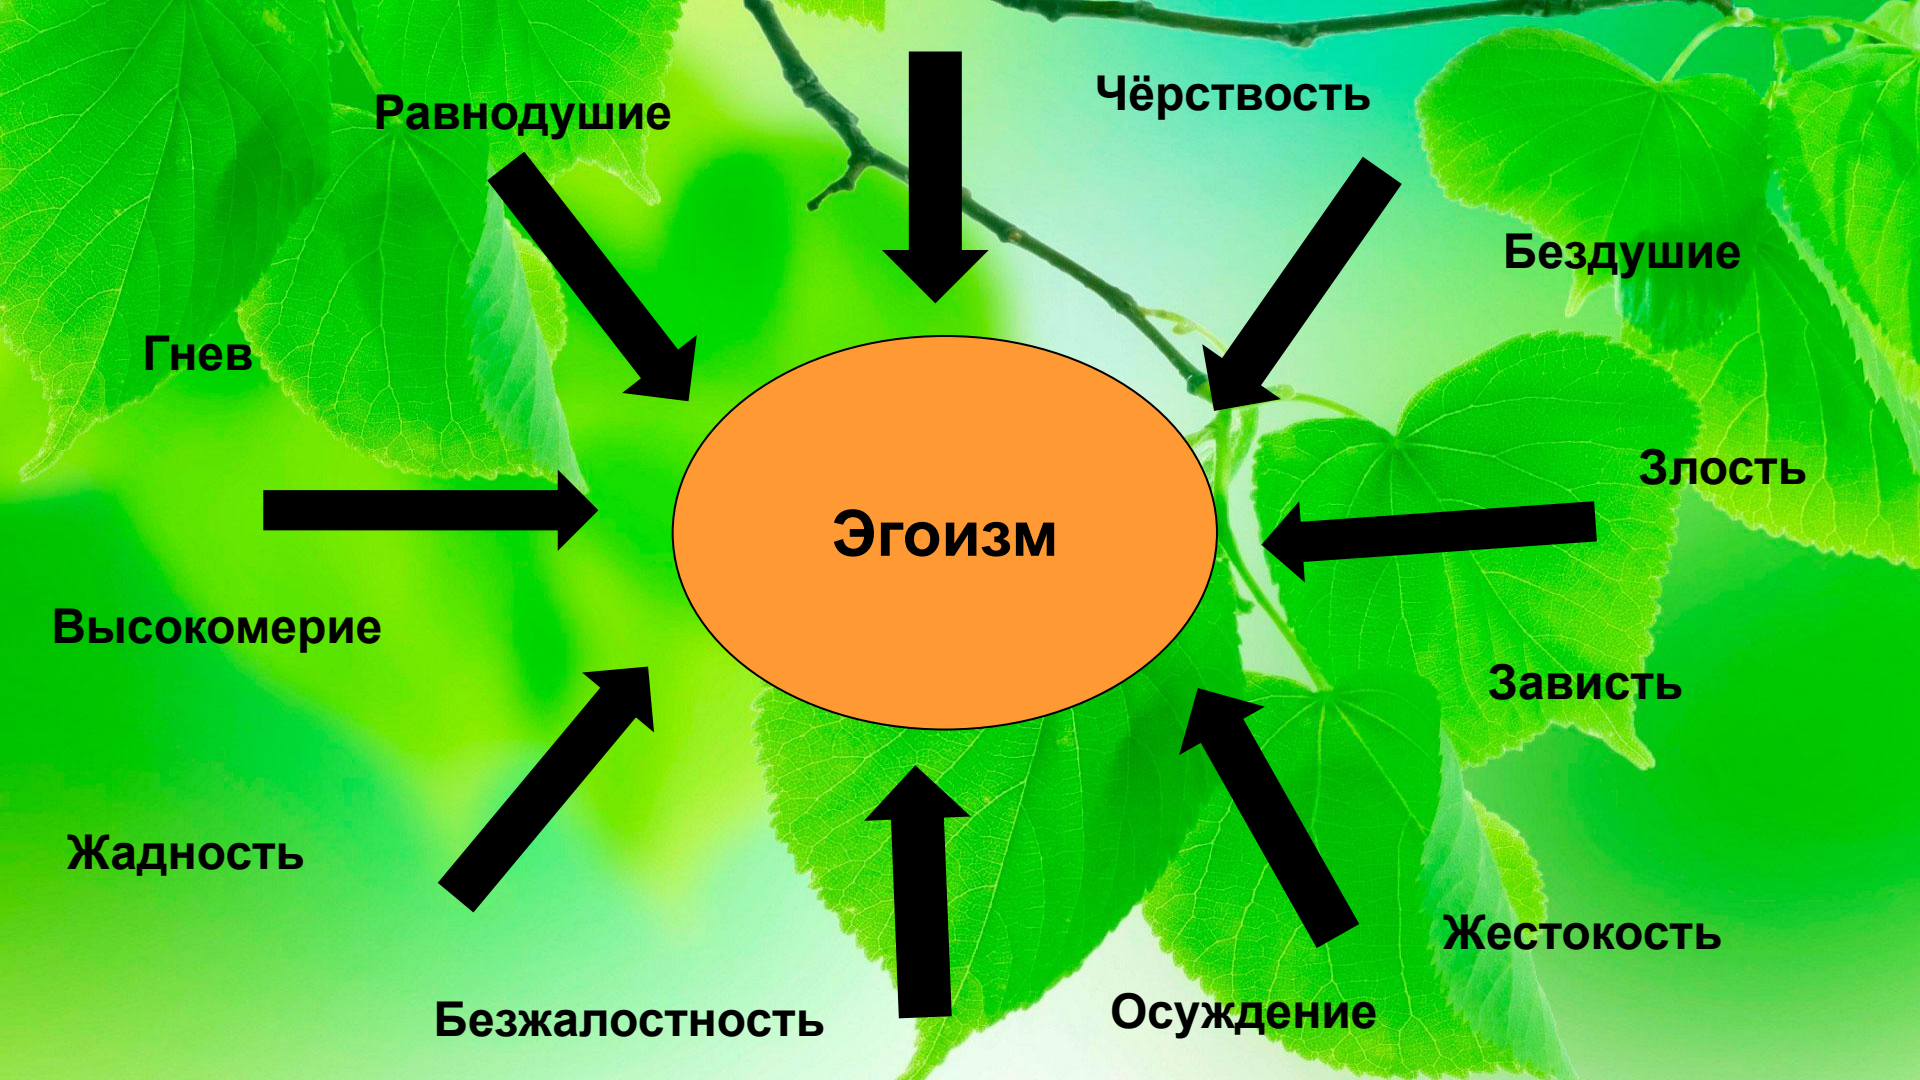 Чёрствость
Равнодушие
Бездушие
Гнев
Злость
Эгоизм
Высокомерие
Зависть
Жадность
Жестокость
Осуждение
Безжалостность